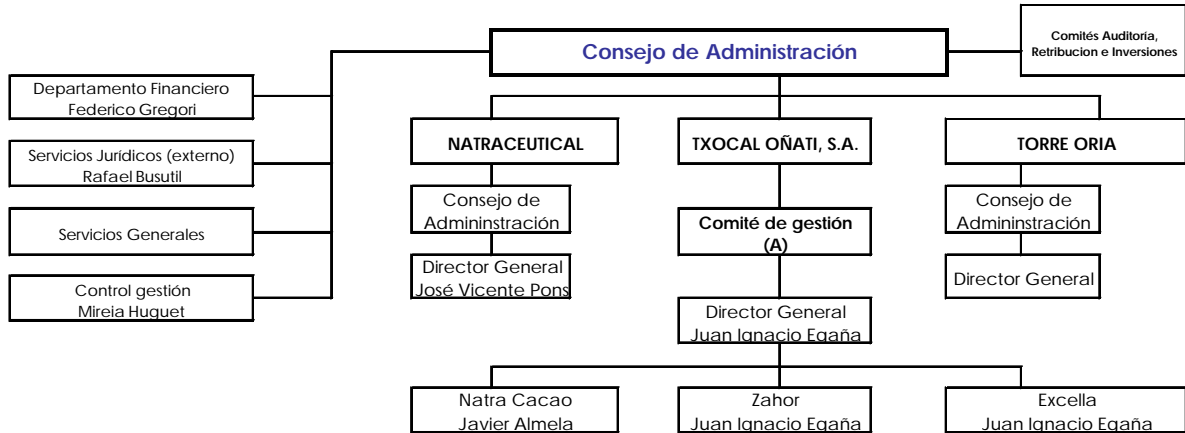 Consejo de Administración
Comités Auditoria,
Retribucion e Inversiones
Departamento Financiero
Federico Gregori
Servicios Jurídicos (externo)
Rafael Busutil
Servicios Generales
Control gestión
Mireia Huguet
NATRACEUTICAL
TXOCAL OÑATI, S.A.
TORRE ORIA
Consejo de
Admininstración
Comité de gestión
(A)
Consejo de
Admininstración
Director General
José Vicente Pons
Director General
Director General
Juan Ignacio Egaña
Natra Cacao
Javier Almela
Zahor
Juan Ignacio Egaña
Excella
Juan Ignacio Egaña